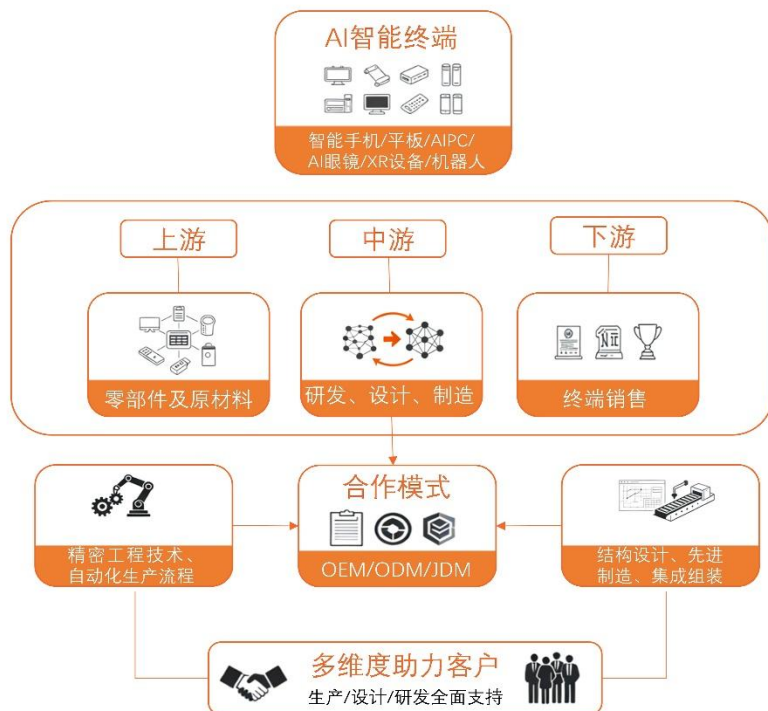 AI智能终端
智能手机/平板/AIPC/
AI眼镜/XR设备/机器人
上游
中游
下游
零部件及原材料
研发、设计、制造
终端销售
合作模式
OEM/ODM/JDM
精密工程技术、
自动化生产流程
结构设计、先进
制造、集成组装
多维度助力客户
生产/设计/研发全面支持